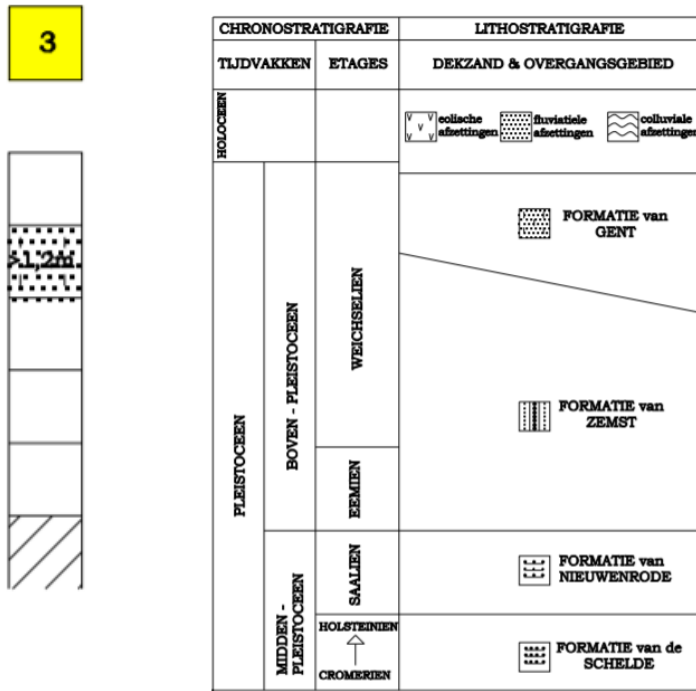 3
>1,2m
CHRONOSTRATIGRAFIE
LITHOSTRATIGRAFIE
TIJDVAKKEN
ETAGES
DEKZAND & OVERGANGSGEBIED
HOLOCEEN
eolische
afzettingen
fluviatiele
afzettingen
colluviale
afzettingen
PLEISTOCEEN
BOVEN - PLEISTOCEEN
WEICHSELIEN
FORMATIE van
GENT
FORMATIE van
ZEMST
EEMIEN
MIDDEN -
PLEISTOCEEN
SAALIEN
FORMATIE van
NIEUWENRODE
HOLSTEINIEN
CROMERIEN
FORMATIE van de
SCHELDE